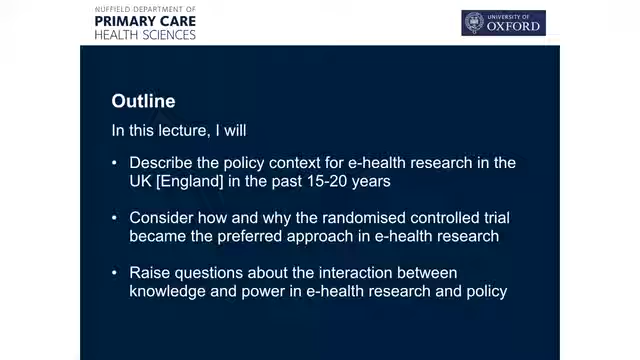 NUFFIELD DEPARTMENT OF
PRIMARY CARE
HEALTH SCIENCES
UNIVERSITY OF
OXFORD
Outline
In this lecture, I will
• Describe the policy context for e-health research in the
UK [England] in the past 15-20 years
• Consider how and why the randomised controlled trial
became the preferred approach in e-health research
• Raise questions about the interaction between
knowledge and power in e-health research and policy